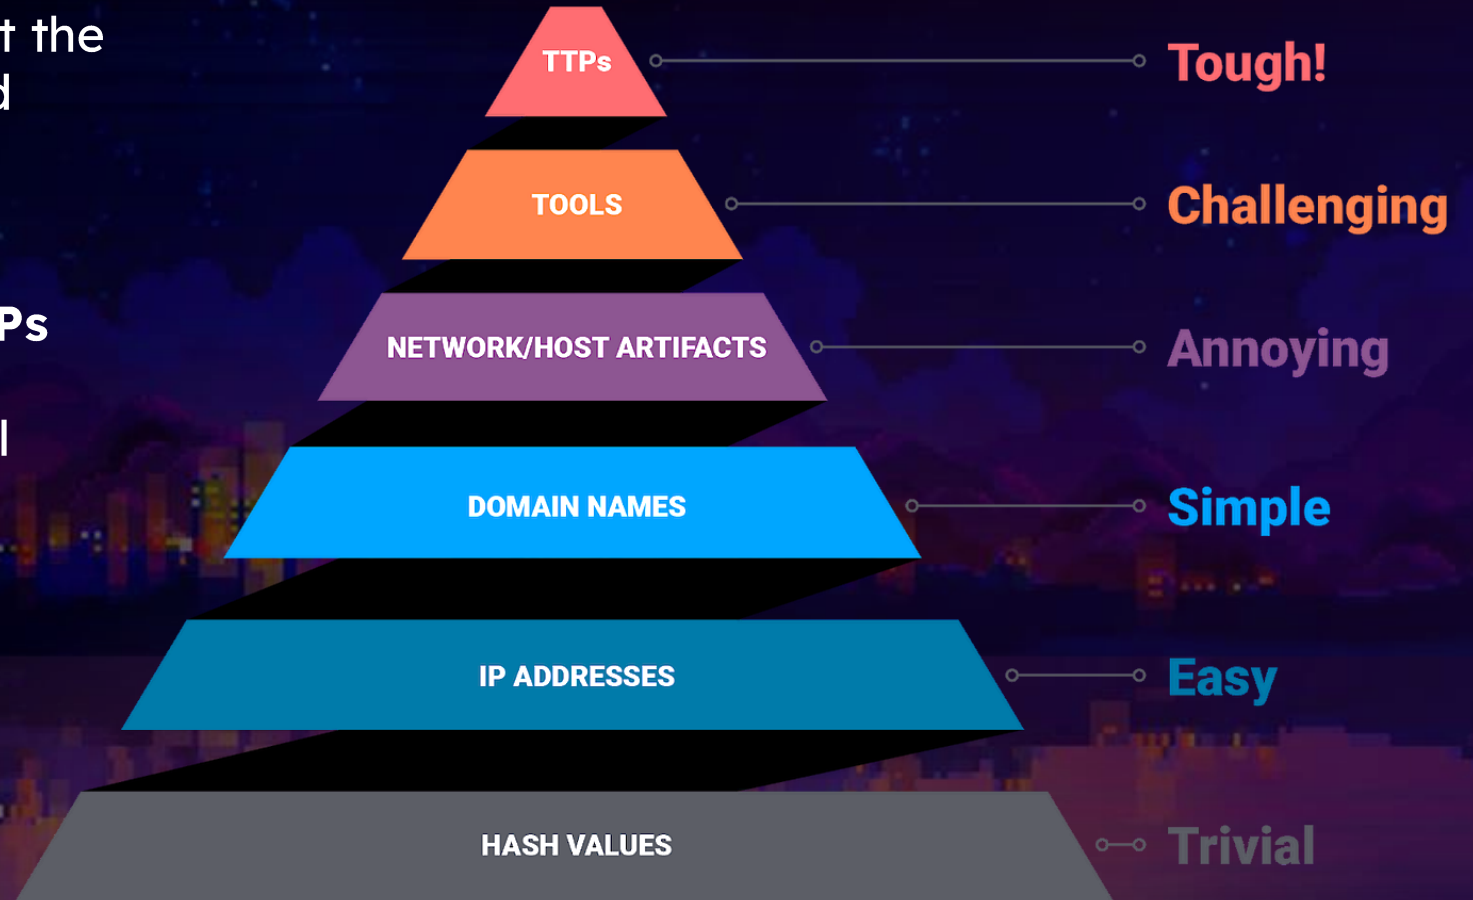 t the
d
Ps
l
TTPs
Tough!
TOOLS
Challenging
NETWORK/HOST ARTIFACTS
Annoying
DOMAIN NAMES
Simple
IP ADDRESSES
Easy
HASH VALUES
Trivial